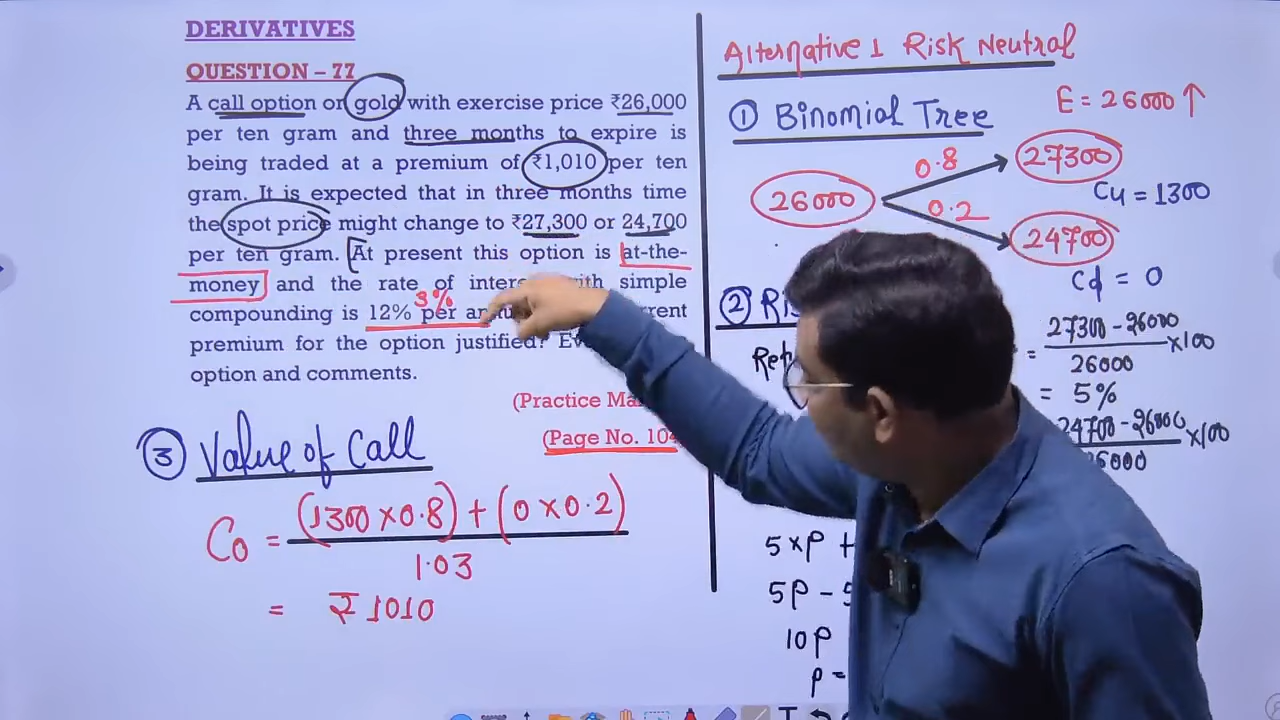 DERIVATIVES
QUESTION – 77
A call option on gold with exercise price ₹26,000
per ten gram and three months to expire is
being traded at a premium of ₹1,010 per ten
gram. It is expected that in three months time
the spot price might change to ₹27,300 or 24,700
per ten gram. At present this option is at-the-
money and the rate of with simple
3%
compounding is 12% per
premium for the option justified?
option and comments.
(Practice
(Page No. 104
③ Value of Call
C0 = (1300 × 0.8) + (0 × 0.2)
1.03
= ₹1010
Alternative 1 Risk Neutral
① Binomial Tree
E = 26000 ↑
26000
0.8
27300
Cu = 1300
0.2
24700
Cd = 0
②
= 27300 - 26000 ×100
26000
= 5%
24700 - 26000 ×100
26000
5×P +
5P -
10P
P =